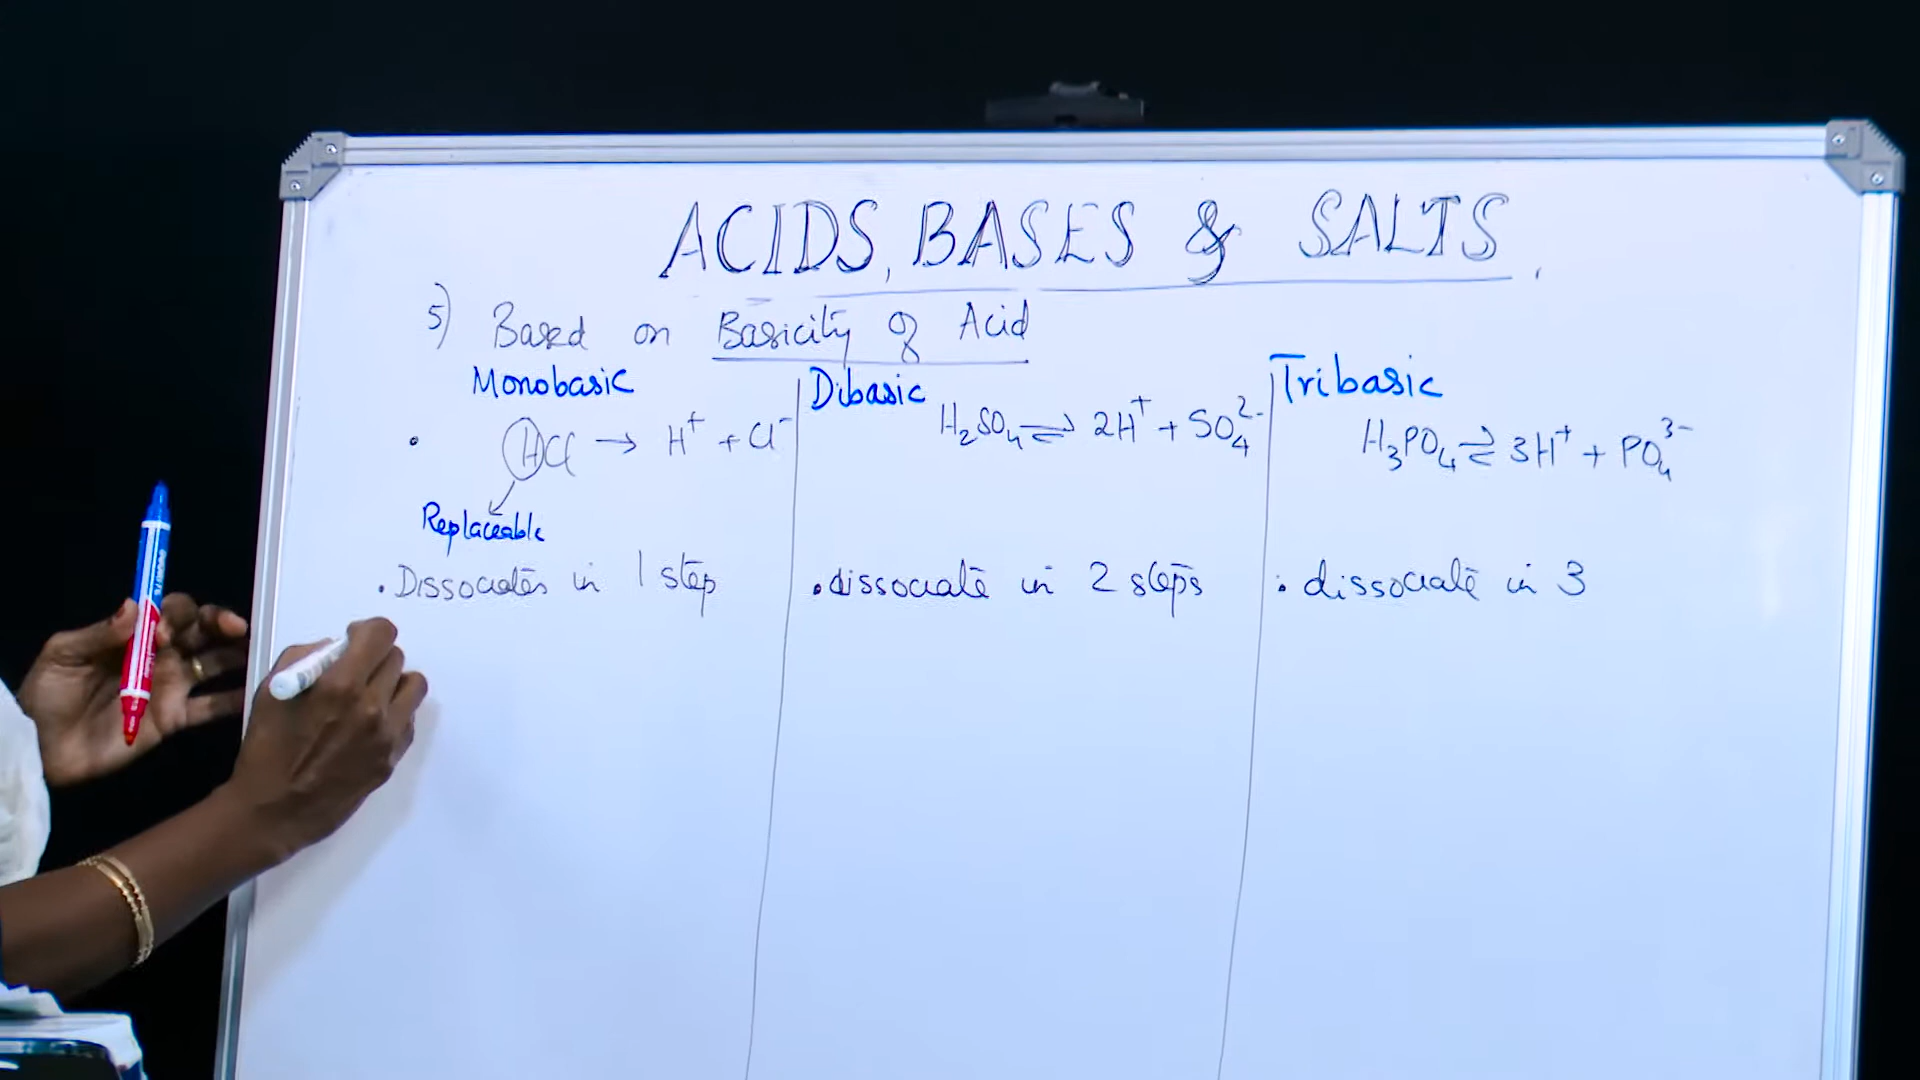 ACIDS, BASES & SALTS.
5) Based on Basicity of Acid
Monobasic
HCl → H⁺ + Cl⁻
Replaceable
. Dissociates in 1 step
Dibasic
H₂SO₄ ⇌ 2H⁺ + SO₄²⁻
. dissociate in 2 steps
Tribasic
H₃PO₄ ⇌ 3H⁺ + PO₄³⁻
. dissociate in 3